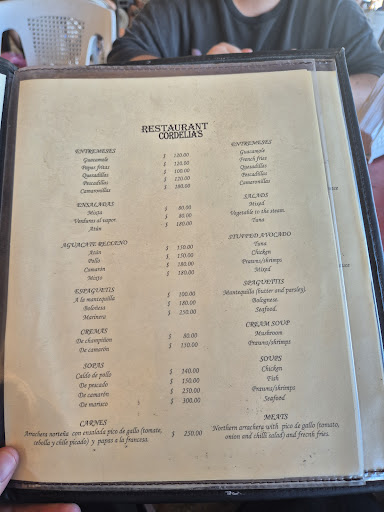 RESTAURANT
CORDELIA'S
ENTREMESES ENTREMESES
Guacamole $ 120.00 Guacamole
Papas fritas $ 120.00 French fries
Quesadillas $ 100.00 Quesadillas
Pescadillas $ 120.00 Pescadillas
Camaronillas $ 180.00 Camaronillas
ENSALADAS SALADS
Mixta $ 80.00 Mixed
Verduras al vapor. $ 80.00 Vegetable to the steam.
Atún $ 180.00 Tuna
AGUACATE RELLENO STUFFED AVOCADO
Atún $ 150.00 Tuna
Pollo $ 150.00 Chicken
Camarón $ 180.00 Prawns/shrimps
Mixto $ 180.00 Mixed
ESPAGUETIS SPAGUETTIS
A la mantequilla $ 100.00 Mantequilla (butter and parsley).
Boloñesa $ 180.00 Bolognese
Marinera $ 250.00 Seafood.
CREMAS CREAM SOUP
De champiñon $ 80.00 Mushroom
De camarón $ 150.00 Prawns/shrimps
SOPAS SOUPS
Caldo de pollo $ 140.00 Chicken
De pescado $ 150.00 Fish
De camarón $ 250.00 Prawns/shrimps
De marisco $ 300.00 Seafood
CARNES MEATS
Arrachera norteña con ensalada pico de gallo (tomate, $ 250.00 Northern arrachera with pico de gallo (tomato,
cebolla y chile picado) y papas a la francesa. onion and chilli salad) and french fries.